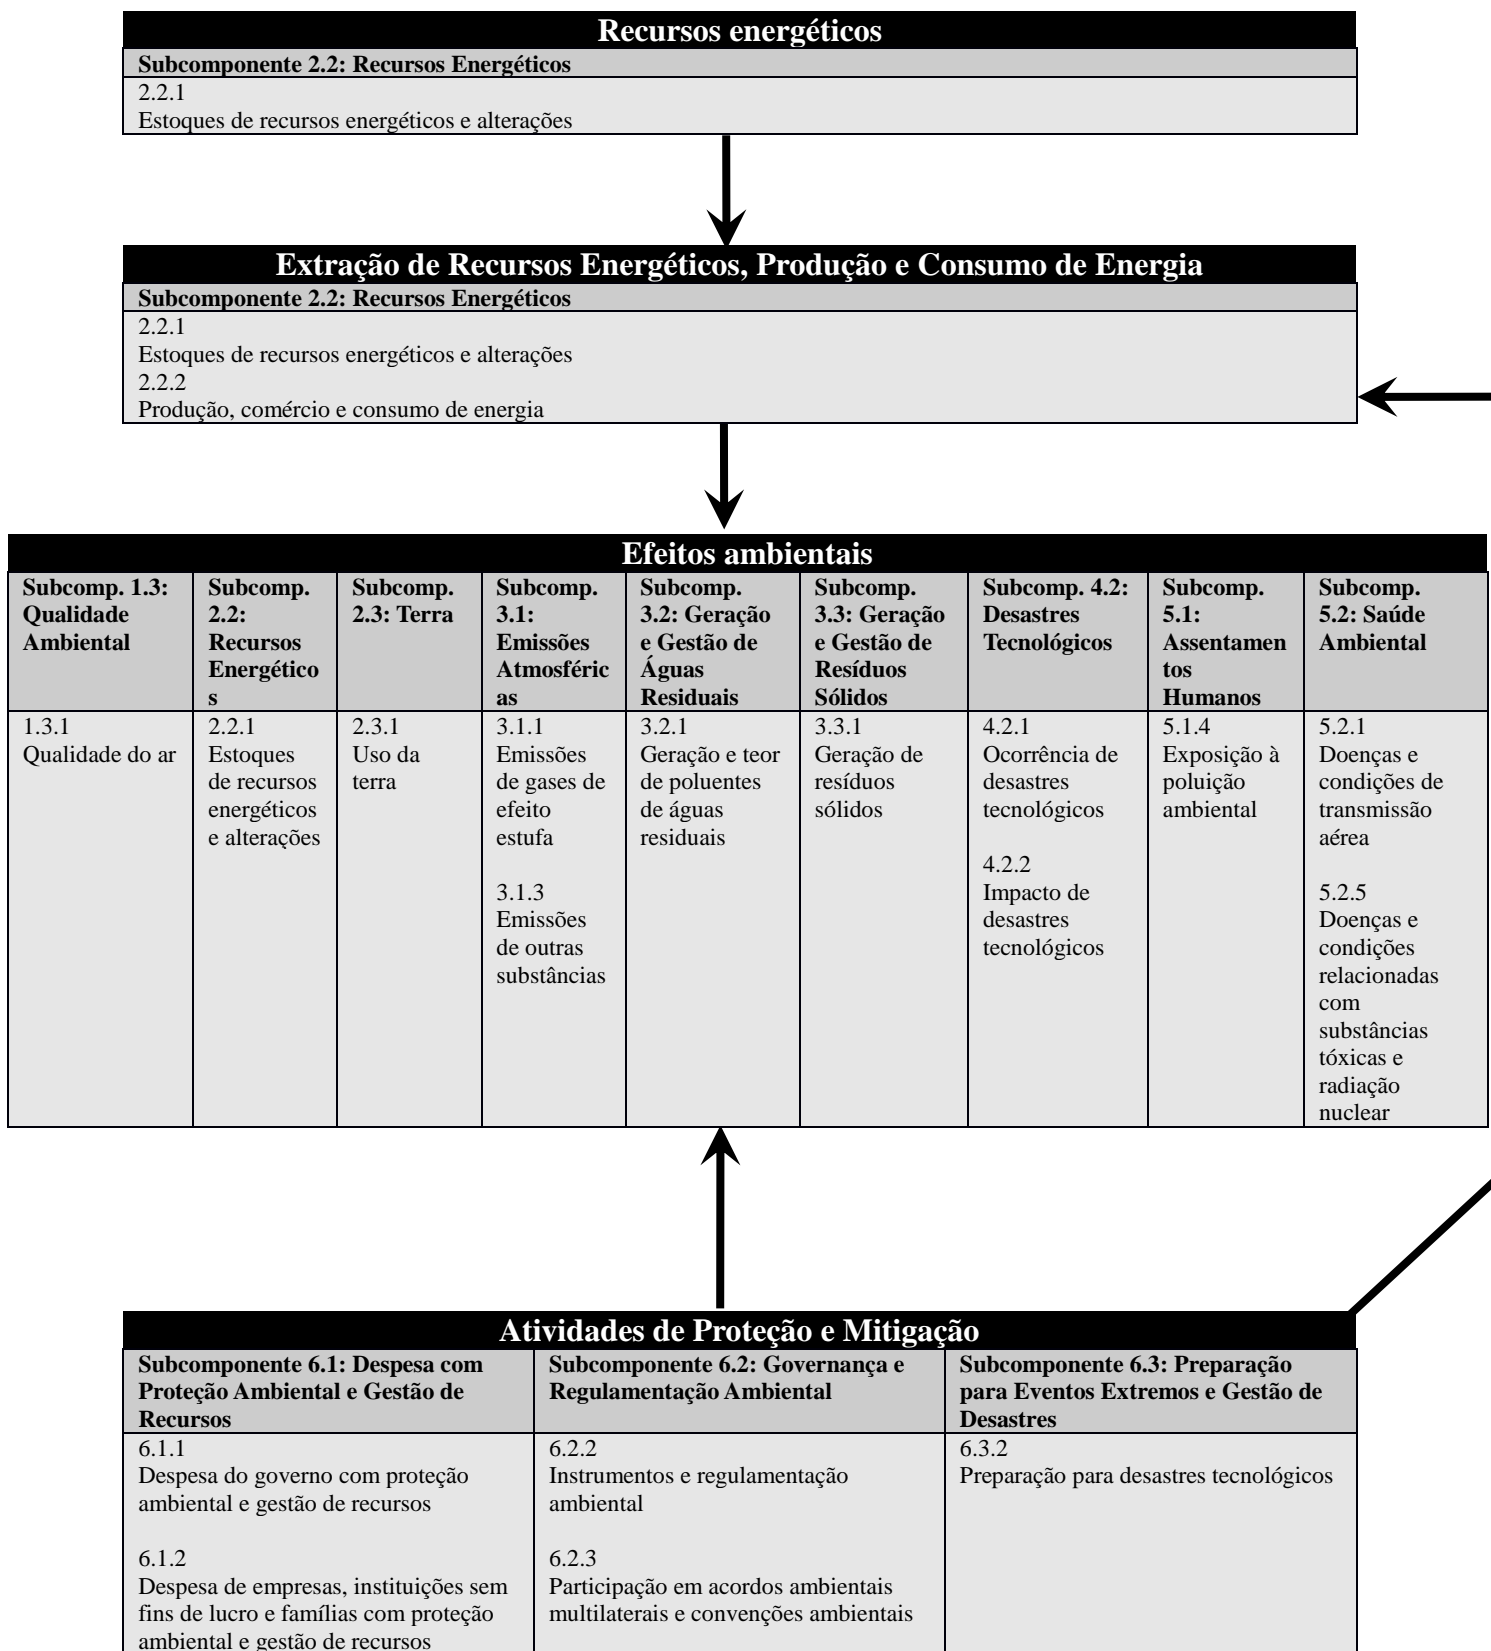 Recursos energéticos
Subcomponente 2.2: Recursos Energéticos
2.2.1
Estoques de recursos energéticos e alterações
Extração de Recursos Energéticos, Produção e Consumo de Energia
Subcomponente 2.2: Recursos Energéticos
2.2.1
Estoques de recursos energéticos e alterações
2.2.2
Produção, comércio e consumo de energia
Efeitos ambientais
Subcomp. 1.3:
Qualidade
Ambiental
Subcomp.
2.2:
Recursos
Energético
s
Subcomp.
2.3: Terra
Subcomp.
3.1:
Emissões
Atmosféric
as
Subcomp.
3.2: Geração
e Gestão de
Águas
Residuais
Subcomp.
3.3: Geração
e Gestão de
Resíduos
Sólidos
Subcomp. 4.2:
Desastres
Tecnológicos
Subcomp.
5.1:
Assentamen
tos
Humanos
Subcomp.
5.2: Saúde
Ambiental
1.3.1
Qualidade do ar
2.2.1
Estoques
de recursos
energéticos
e alterações
2.3.1
Uso da
terra
3.1.1
Emissões
de gases de
efeito
estufa
3.1.3
Emissões
de outras
substâncias
3.2.1
Geração e teor
de poluentes
de águas
residuais
3.3.1
Geração de
resíduos
sólidos
4.2.1
Ocorrência de
desastres
tecnológicos
4.2.2
Impacto de
desastres
tecnológicos
5.1.4
Exposição à
poluição
ambiental
5.2.1
Doenças e
condições de
transmissão
aérea
5.2.5
Doenças e
condições
relacionadas
com
substâncias
tóxicas e
radiação
nuclear
Atividades de Proteção e Mitigação
Subcomponente 6.1: Despesa com
Proteção Ambiental e Gestão de
Recursos
Subcomponente 6.2: Governança e
Regulamentação Ambiental
Subcomponente 6.3: Preparação
para Eventos Extremos e Gestão de
Desastres
6.1.1
Despesa do governo com proteção
ambiental e gestão de recursos
6.1.2
Despesa de empresas, instituições sem
fins de lucro e famílias com proteção
ambiental e gestão de recursos
6.2.2
Instrumentos e regulamentação
ambiental
6.2.3
Participação em acordos ambientais
multilaterais e convenções ambientais
6.3.2
Preparação para desastres tecnológicos